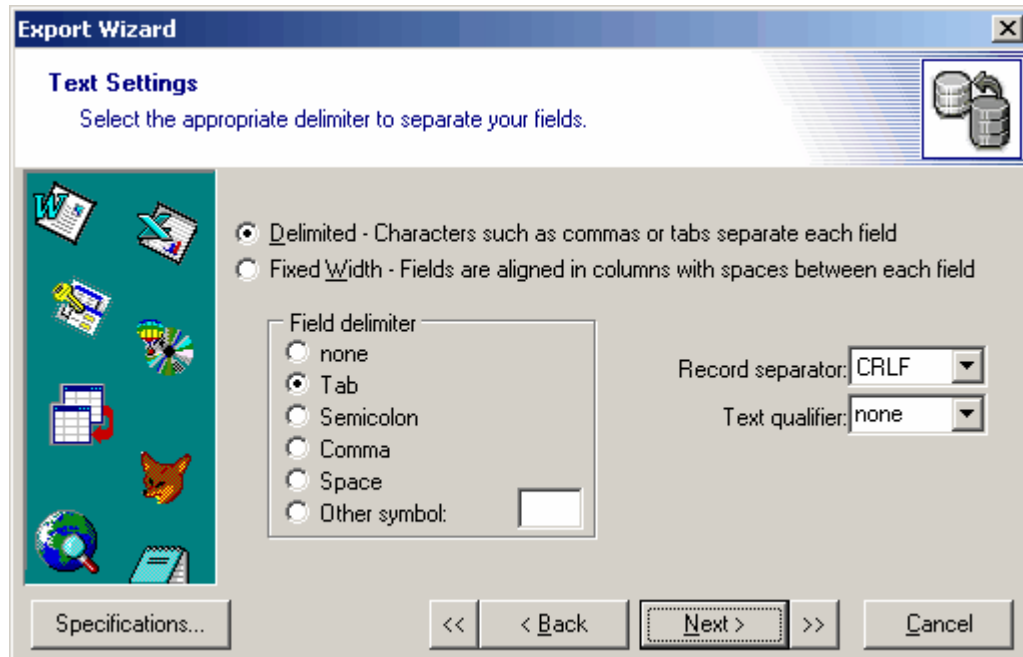 Export Wizard
Text Settings
Select the appropriate delimiter to separate your fields.
Delimited - Characters such as commas or tabs separate each field
Fixed Width - Fields are aligned in columns with spaces between each field
Field delimiter
none
Tab
Semicolon
Comma
Space
Other symbol:
Record separator: CRLF
Text qualifier: none
Specifications... << < Back Next > >> Cancel